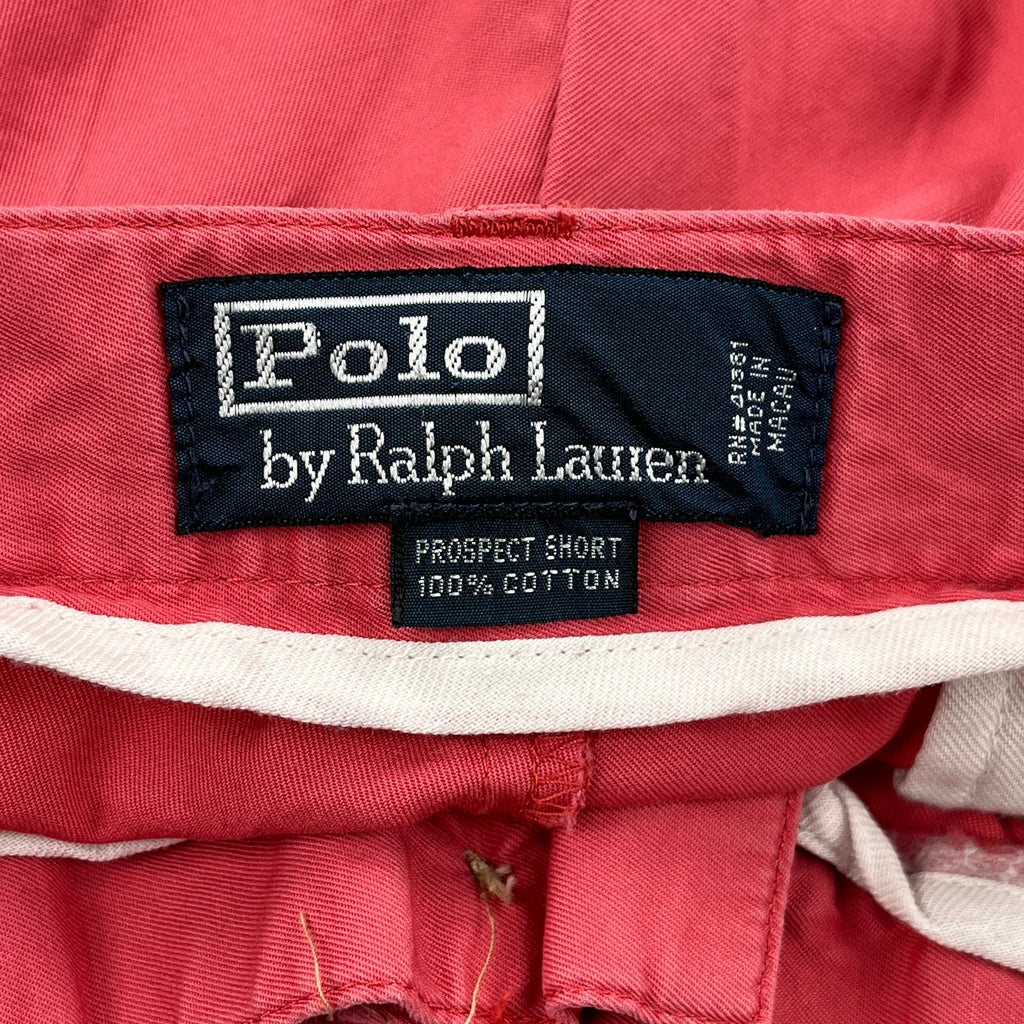 Polo
by Ralph Lauren
RN#41381
MADE IN
MACAU
PROSPECT SHORT
100% COTTON